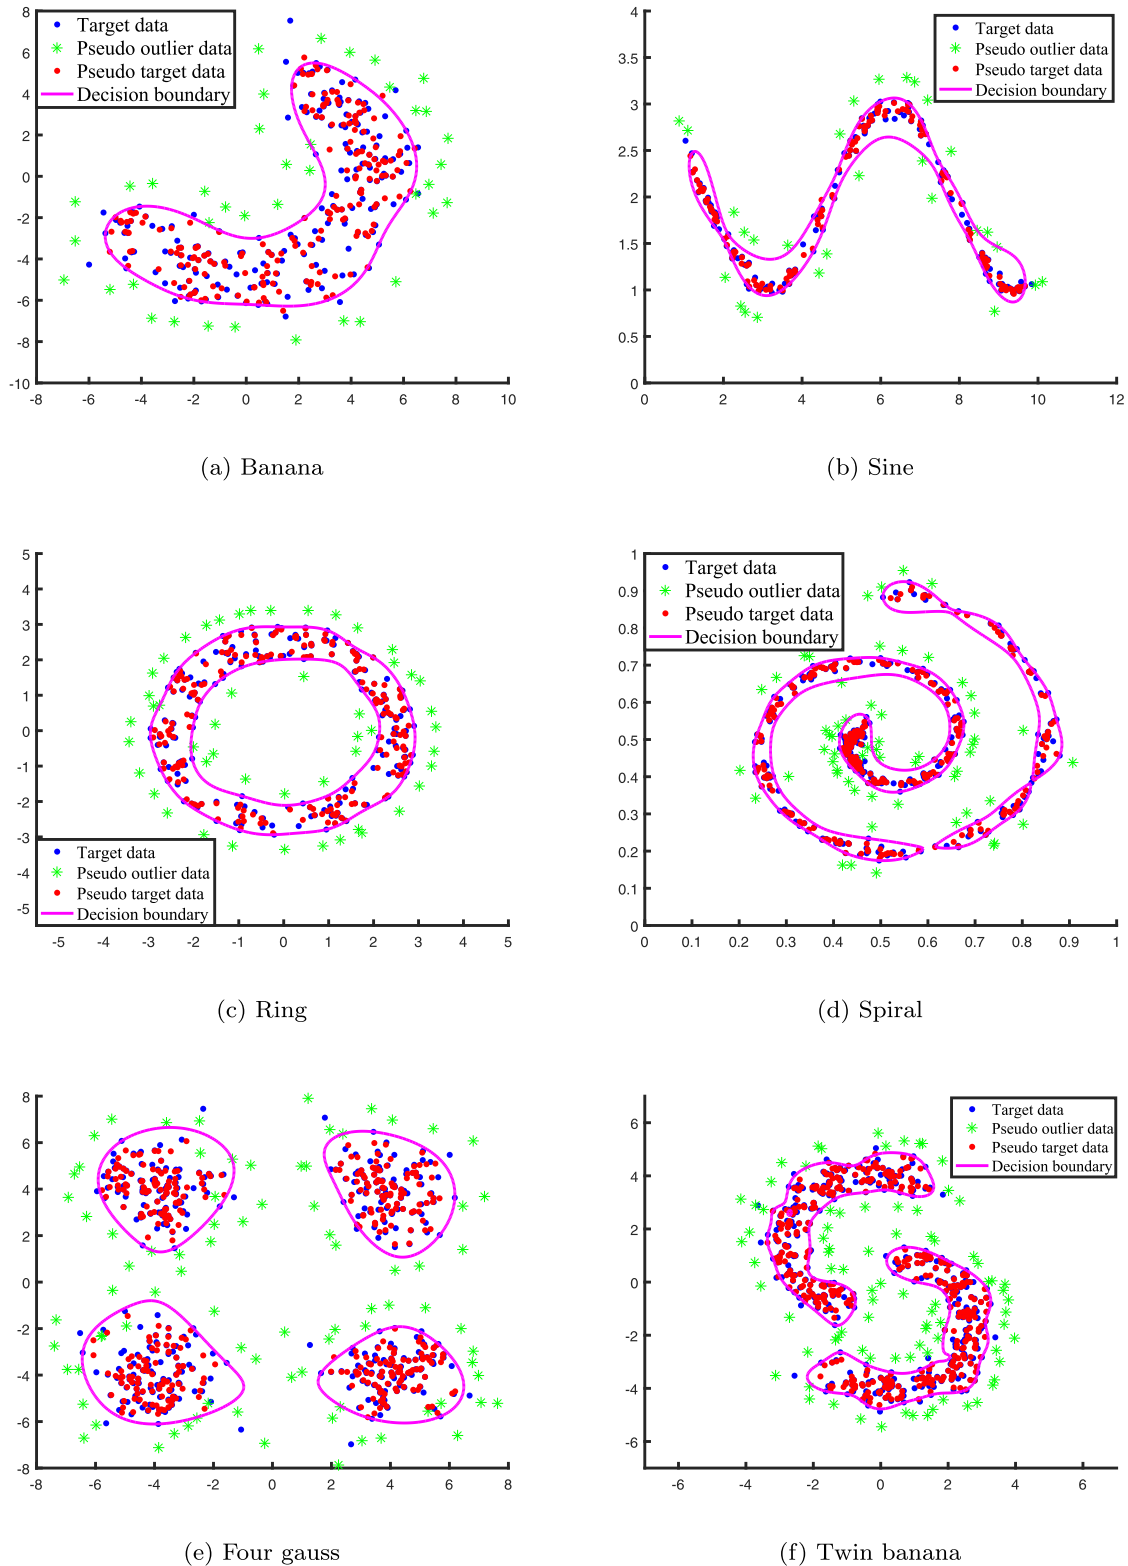 8
6
4
2
0
-2
-4
-6
-8
-10
-8 -6 -4 -2 0 2 4 6 8 10
Target data
Pseudo outlier data
Pseudo target data
Decision boundary
(a) Banana
4
3.5
3
2.5
2
1.5
1
0.5
0
0 2 4 6 8 10 12
Target data
Pseudo outlier data
Pseudo target data
Decision boundary
(b) Sine
5
4
3
2
1
0
-1
-2
-3
-4
-5
-5 -4 -3 -2 -1 0 1 2 3 4 5
Target data
Pseudo outlier data
Pseudo target data
Decision boundary
(c) Ring
1
0.9
0.8
0.7
0.6
0.5
0.4
0.3
0.2
0.1
0
0 0.1 0.2 0.3 0.4 0.5 0.6 0.7 0.8 0.9 1
Target data
Pseudo outlier data
Pseudo target data
Decision boundary
(d) Spiral
8
6
4
2
0
-2
-4
-6
-8
-8 -6 -4 -2 0 2 4 6 8
(e) Four gauss
6
4
2
0
-2
-4
-6
-6 -4 -2 0 2 4 6
Target data
Pseudo outlier data
Pseudo target data
Decision boundary
(f) Twin banana